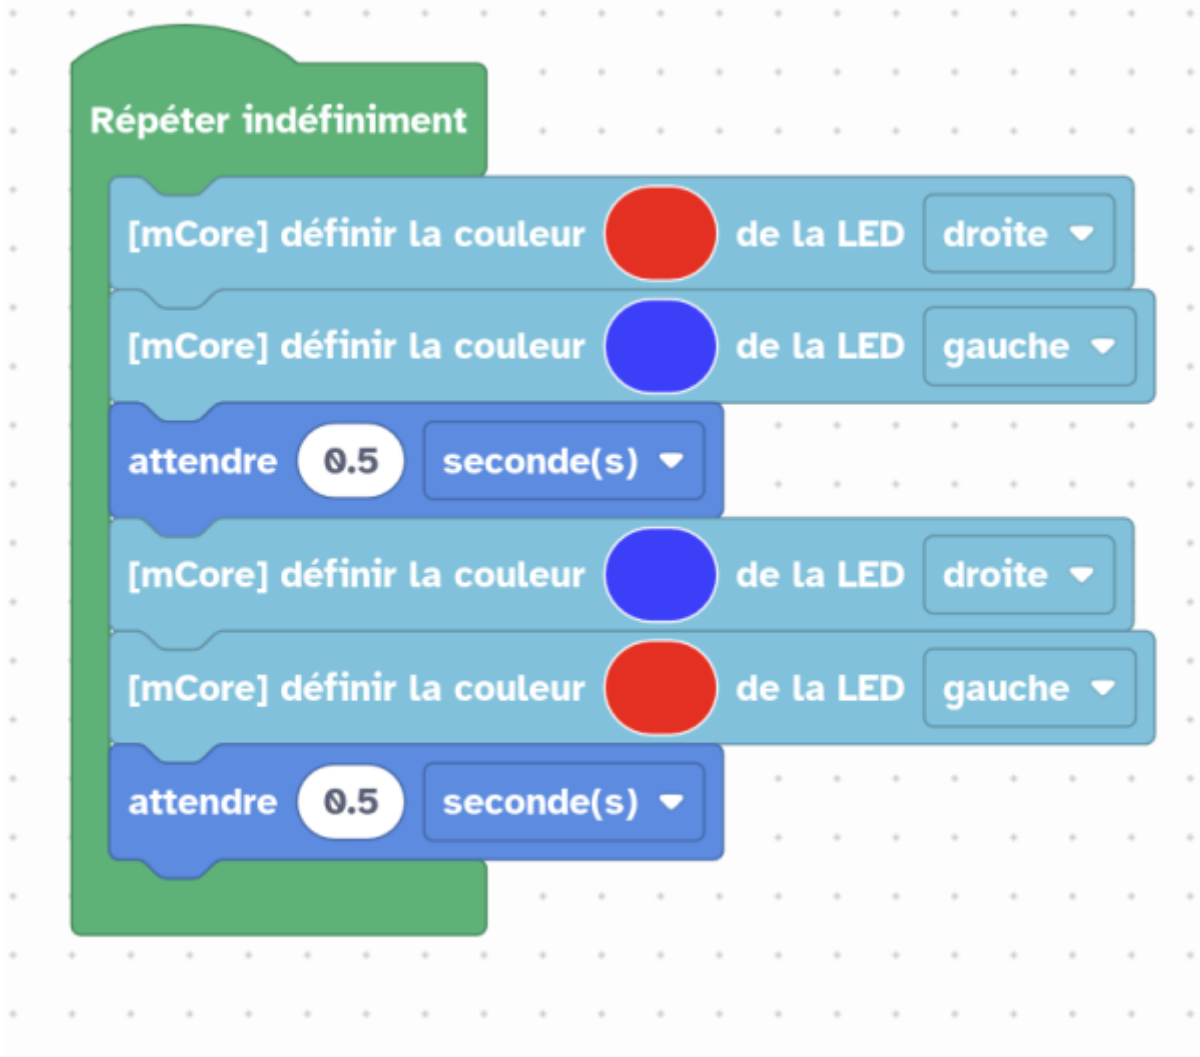 Répéter indéfiniment
[mCore] définir la couleur de la LED droite
[mCore] définir la couleur de la LED gauche
attendre 0.5 seconde(s)
[mCore] définir la couleur de la LED droite
[mCore] définir la couleur de la LED gauche
attendre 0.5 seconde(s)